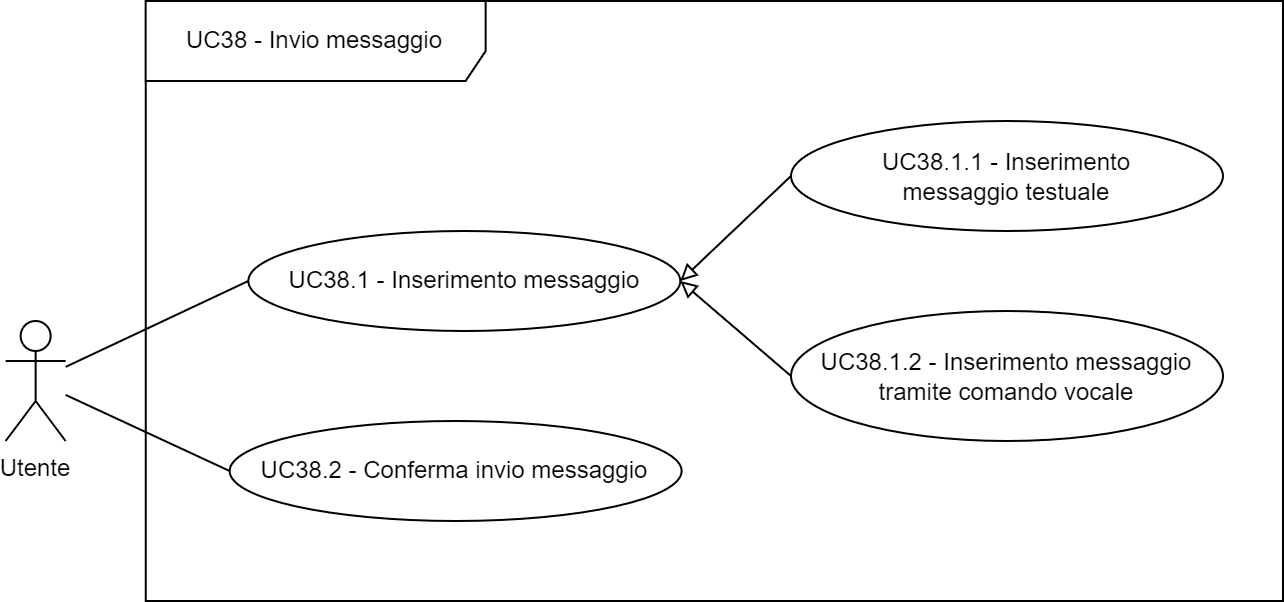 UC38 - Invio messaggio
UC38.1.1 - Inserimento
messaggio testuale
UC38.1 - Inserimento messaggio
UC38.1.2 - Inserimento messaggio
tramite comando vocale
Utente
UC38.2 - Conferma invio messaggio